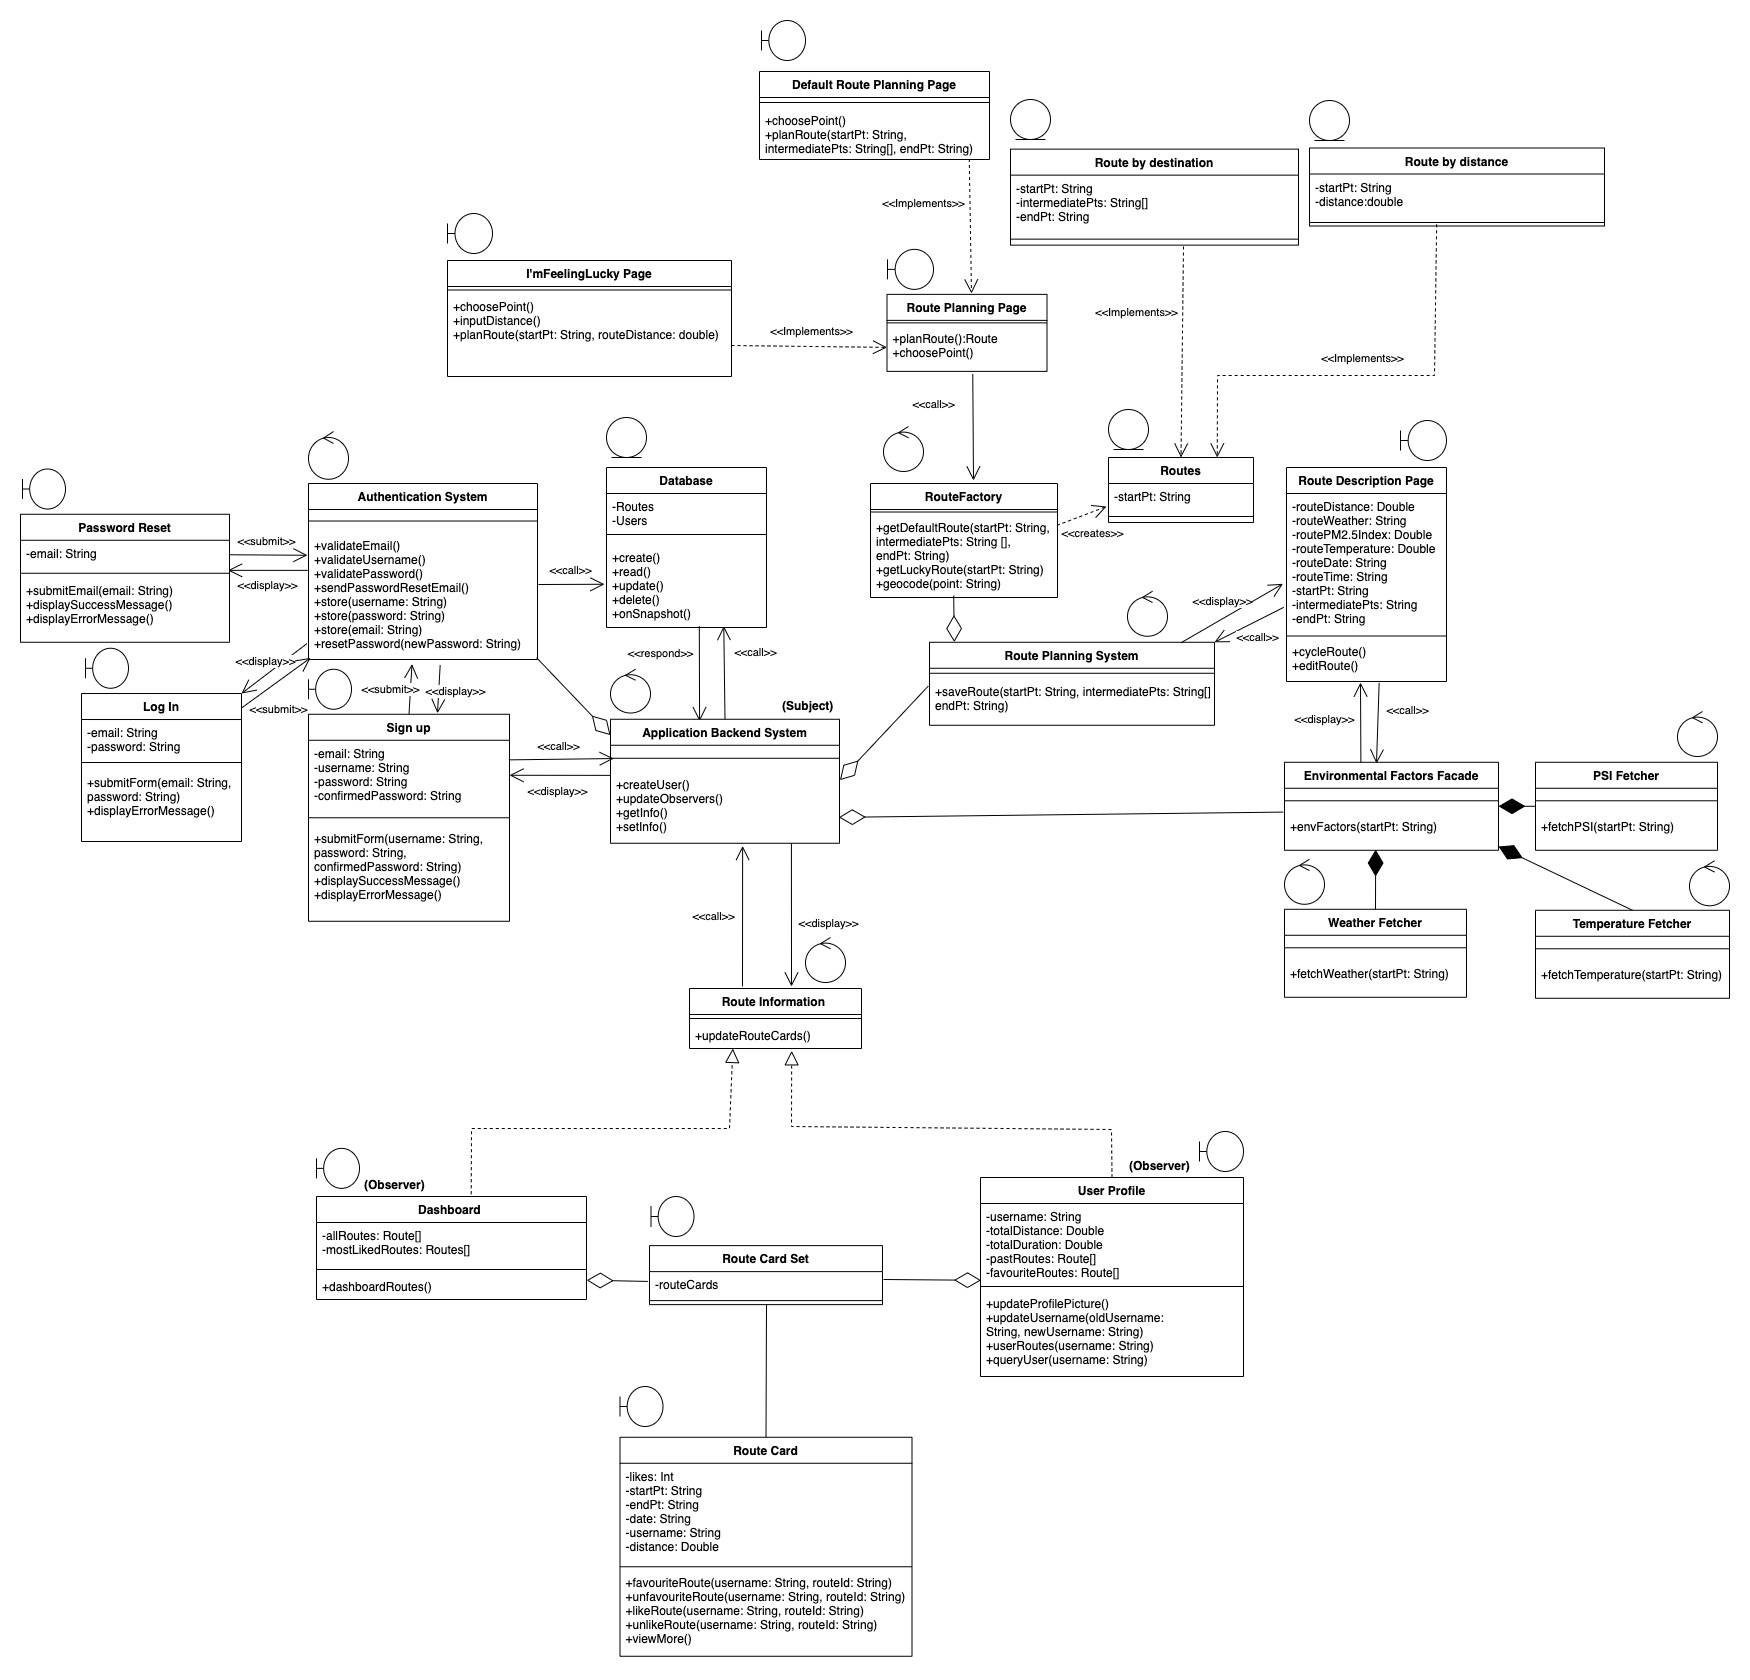 Default Route Planning Page
+choosePoint()
+planRoute(startPt: String,
intermediatePts: String[], endPt: String)
Route by destination
-startPt: String
-intermediatePts: String[]
-endPt: String
Route by distance
-startPt: String
-distance:double
<<Implements>>
I'mFeelingLucky Page
+choosePoint()
+inputDistance()
+planRoute(startPt: String, routeDistance: double)
<<Implements>>
Route Planning Page
+planRoute():Route
+choosePoint()
<<Implements>>
<<Implements>>
<<call>>
Routes
-startPt: String
RouteFactory
+getDefaultRoute(startPt: String,
intermediatePts: String [],
endPt: String)
+getLuckyRoute(startPt: String)
+geocode(point: String)
<<creates>>
Route Description Page
-routeDistance: Double
-routeWeather: String
-routePM2.5Index: Double
-routeTemperature: Double
-routeDate: String
-routeTime: String
-startPt: String
-intermediatePts: String
-endPt: String
+cycleRoute()
+editRoute()
Database
-Routes
-Users
+create()
+read()
+update()
+delete()
+onSnapshot()
Authentication System
+validateEmail()
+validateUsername()
+validatePassword()
+sendPasswordResetEmail()
+store(username: String)
+store(password: String)
+store(email: String)
+resetPassword(newPassword: String)
<<call>>
Password Reset
-email: String
+submitEmail(email: String)
+displaySuccessMessage()
+displayErrorMessage()
<<submit>>
<<display>>
<<display>>
<<submit>>
Log In
-email: String
-password: String
+submitForm(email: String,
password: String)
+displayErrorMessage()
<<submit>>
<<display>>
Sign up
-email: String
-username: String
-password: String
-confirmedPassword: String
+submitForm(username: String,
password: String,
confirmedPassword: String)
+displaySuccessMessage()
+displayErrorMessage()
<<call>>
<<display>>
<<respond>>
<<call>>
(Subject)
Application Backend System
+createUser()
+updateObservers()
+getInfo()
+setInfo()
Route Planning System
+saveRoute(startPt: String, intermediatePts: String[]
endPt: String)
<<display>>
<<call>>
<<display>>
<<call>>
Environmental Factors Facade
+envFactors(startPt: String)
PSI Fetcher
+fetchPSI(startPt: String)
Weather Fetcher
+fetchWeather(startPt: String)
Temperature Fetcher
+fetchTemperature(startPt: String)
<<call>>
<<display>>
Route Information
+updateRouteCards()
(Observer)
Dashboard
-allRoutes: Route[]
-mostLikedRoutes: Routes[]
+dashboardRoutes()
Route Card Set
-routeCards
(Observer)
User Profile
-username: String
-totalDistance: Double
-totalDuration: Double
-pastRoutes: Route[]
-favouriteRoutes: Route[]
+updateProfilePicture()
+updateUsername(oldUsername:
String, newUsername: String)
+userRoutes(username: String)
+queryUser(username: String)
Route Card
-likes: Int
-startPt: String
-endPt: String
-date: String
-username: String
-distance: Double
+favouriteRoute(username: String, routeId: String)
+unfavouriteRoute(username: String, routeId: String)
+likeRoute(username: String, routeId: String)
+unlikeRoute(username: String, routeId: String)
+viewMore()